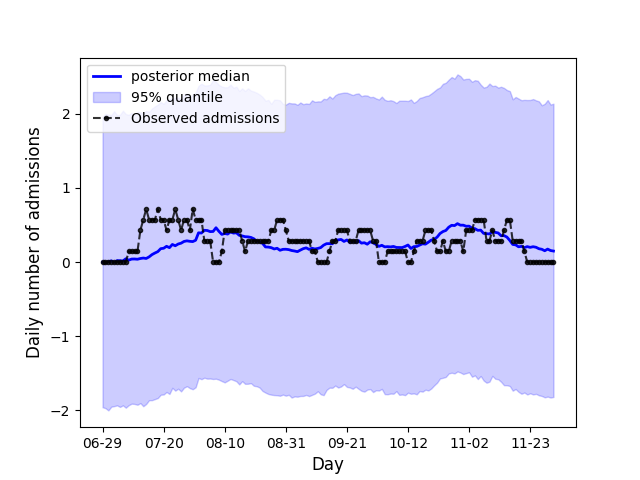 posterior median
95% quantile
Observed admissions
Daily number of admissions
2
1
0
−1
−2
06-29 07-20 08-10 08-31 09-21 10-12 11-02 11-23
Day